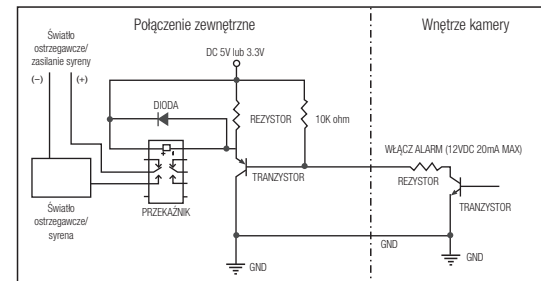 Połączenie zewnętrzne
Wnętrze kamery
Światło
ostrzegawcze/
zasilanie syreny
(–)
(+)
DC 5V lub 3.3V
DIODA
REZYSTOR
10K ohm
WŁĄCZ ALARM (12VDC 20mA MAX)
REZYSTOR
TRANZYSTOR
TRANZYSTOR
Światło
ostrzegawcze/
syrena
PRZEKAŹNIK
GND
GND
GND